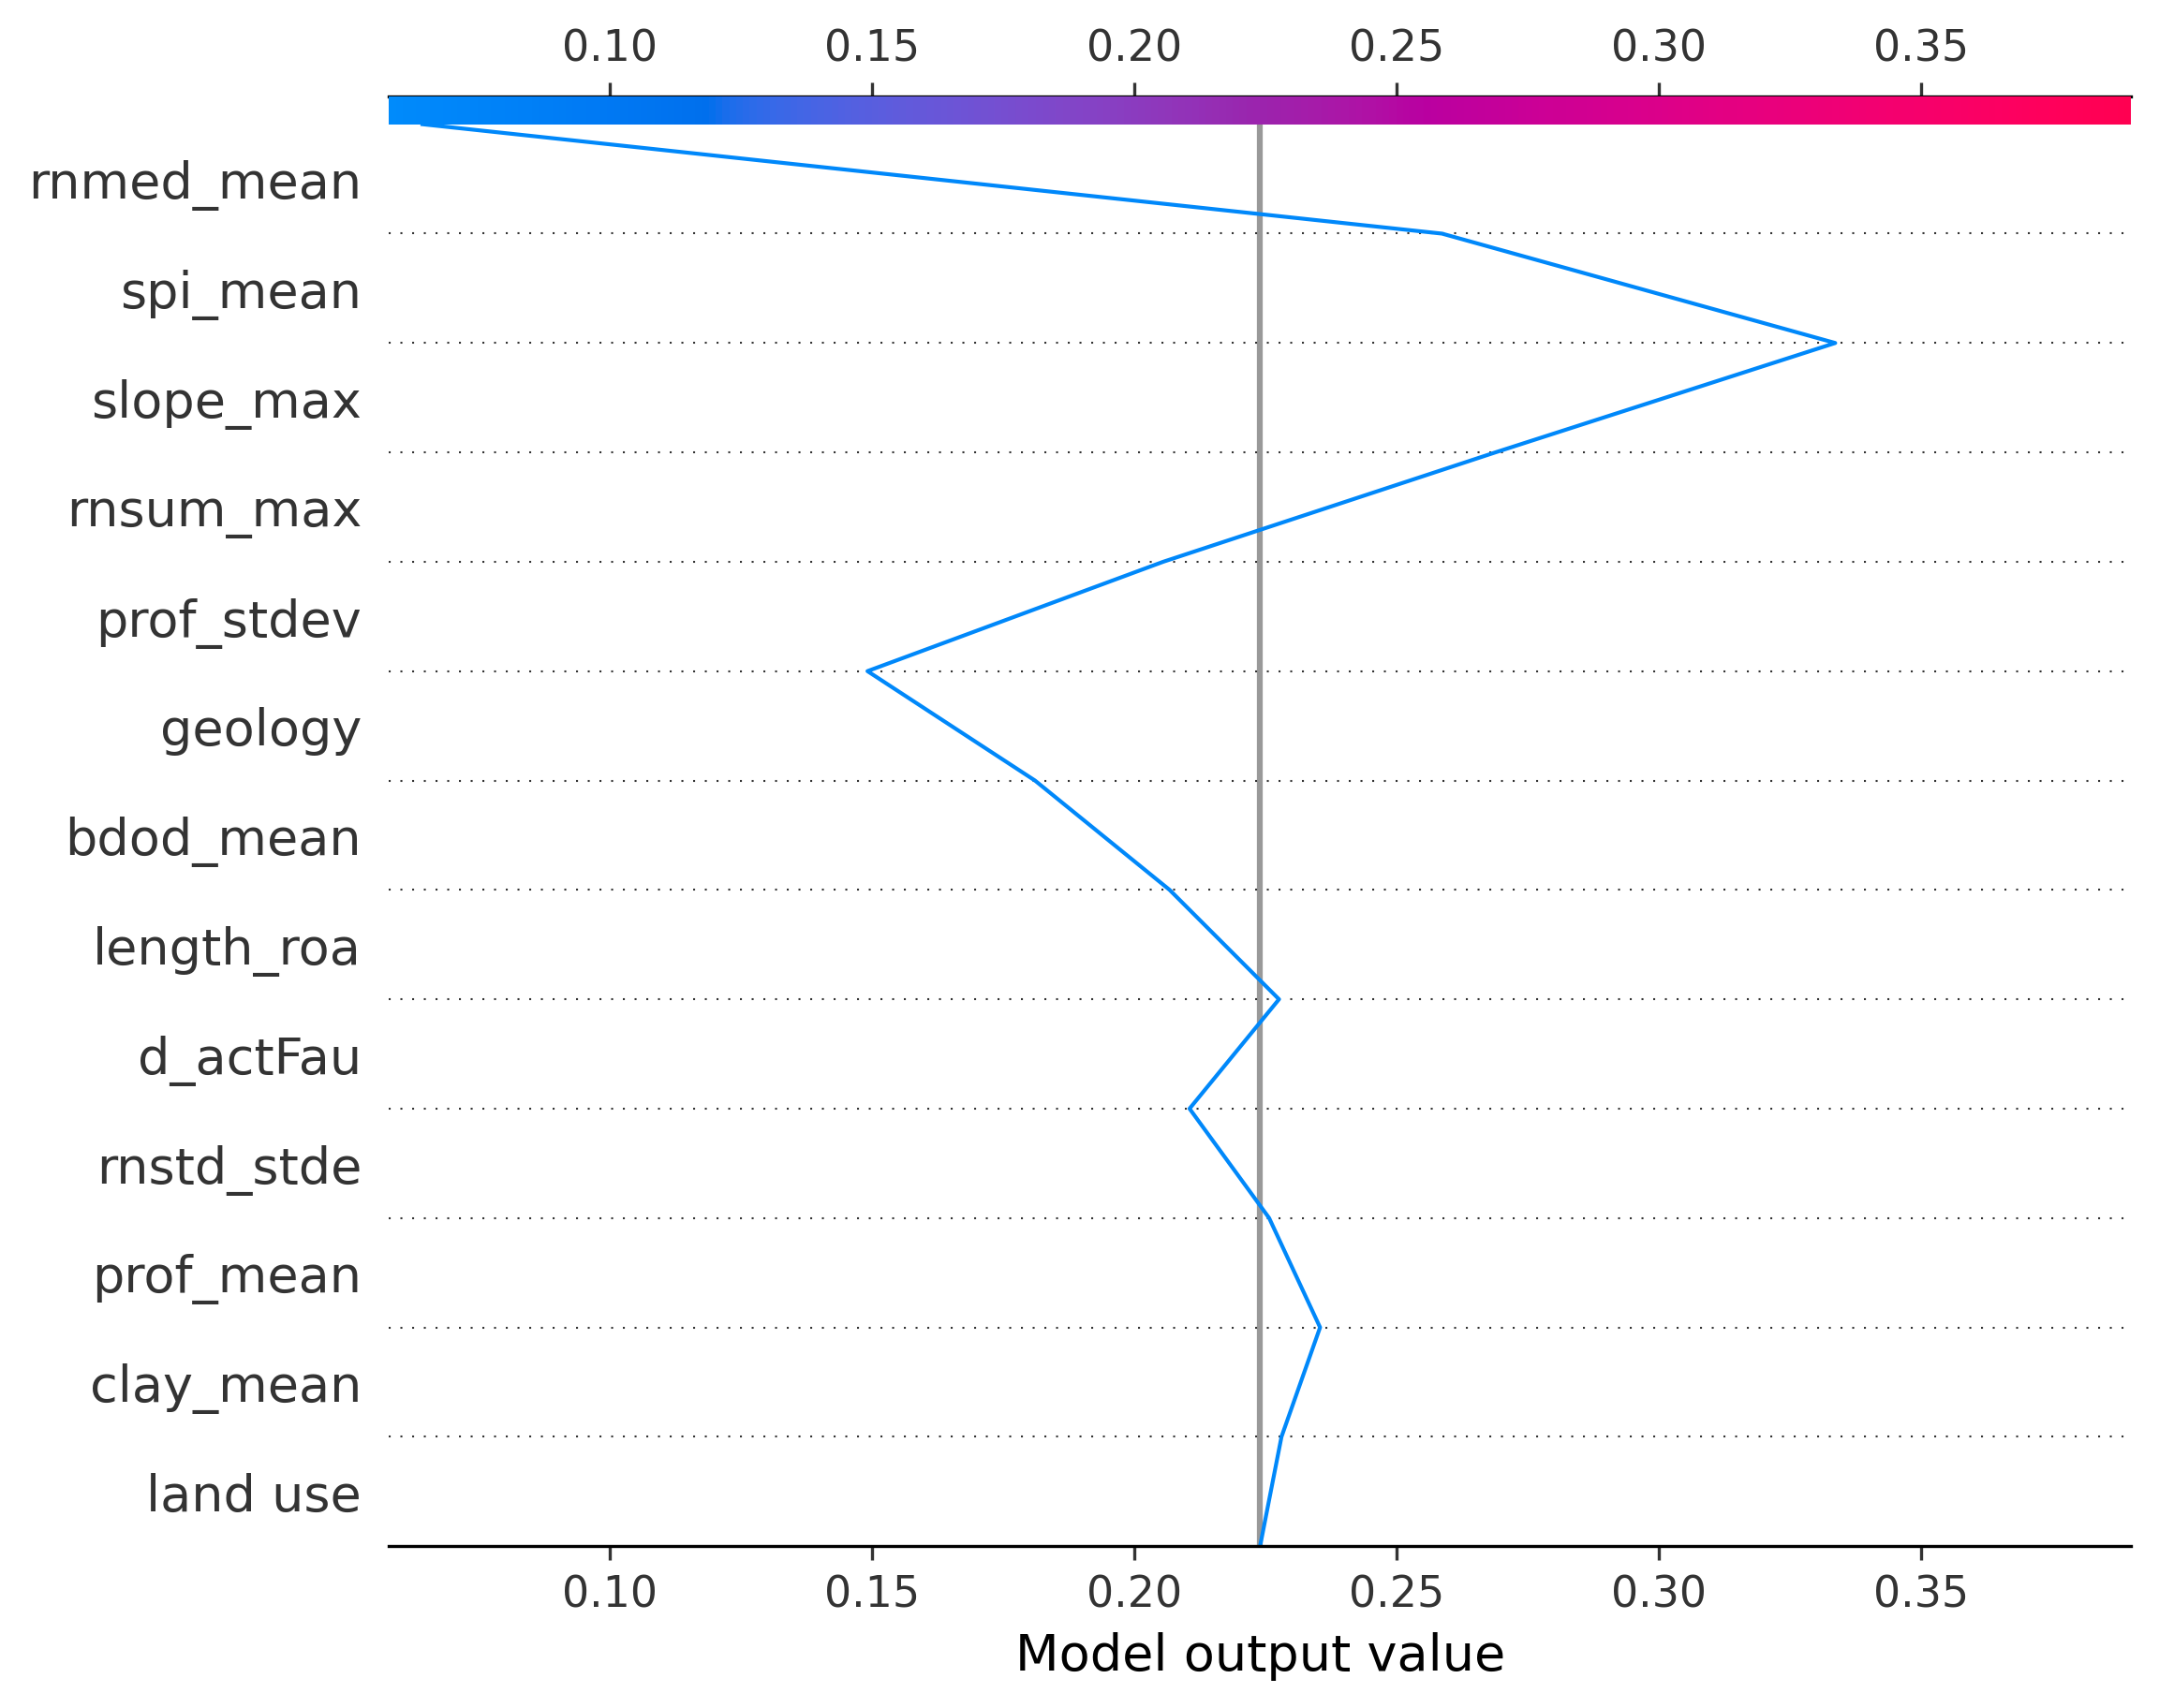 0.10 0.15 0.20 0.25 0.30 0.35
rnmed_mean
spi_mean
slope_max
rnsum_max
prof_stdev
geology
bdod_mean
length_roa
d_actFau
rnstd_stde
prof_mean
clay_mean
land use
0.10 0.15 0.20 0.25 0.30 0.35
Model output value